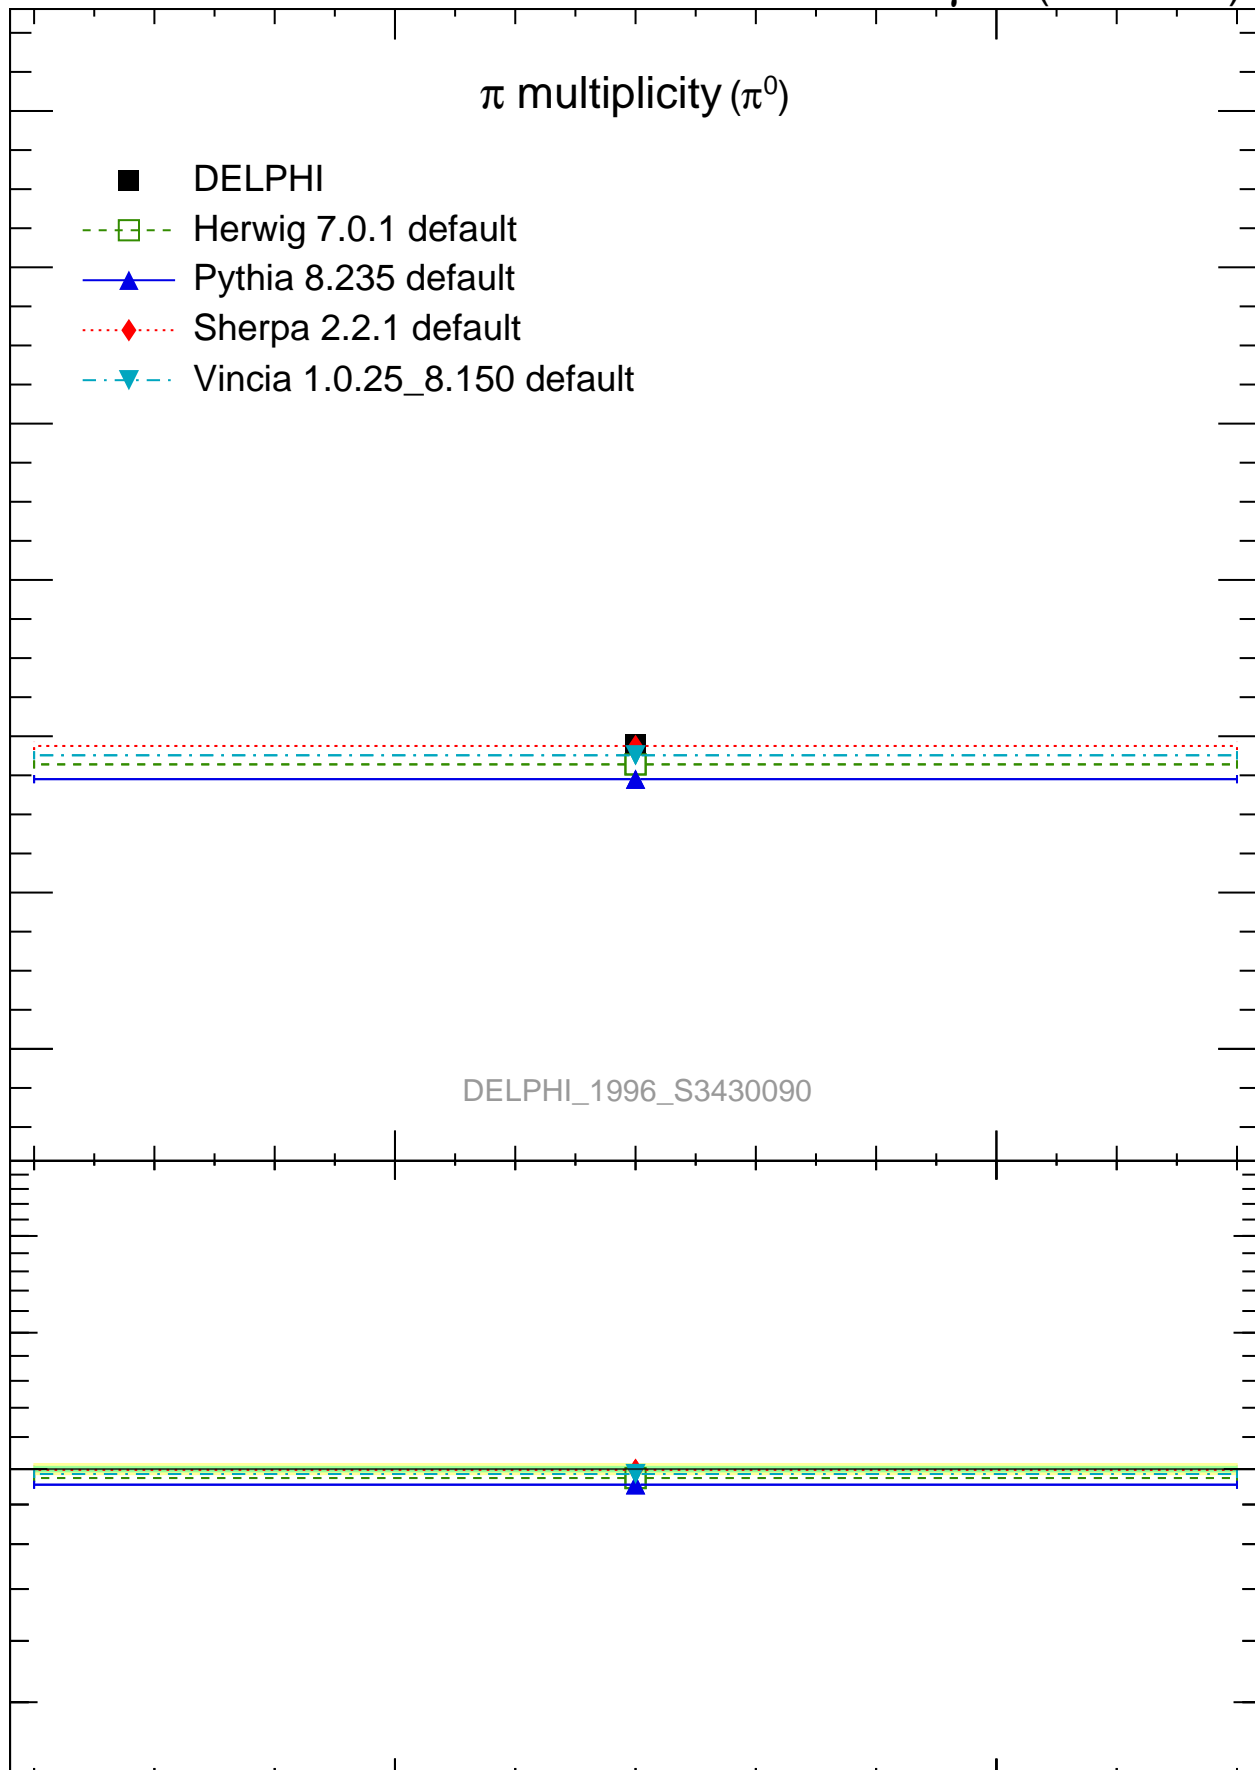 π multiplicity (π⁰)
DELPHI
Herwig 7.0.1 default
Pythia 8.235 default
Sherpa 2.2.1 default
Vincia 1.0.25_8.150 default
DELPHI_1996_S3430090